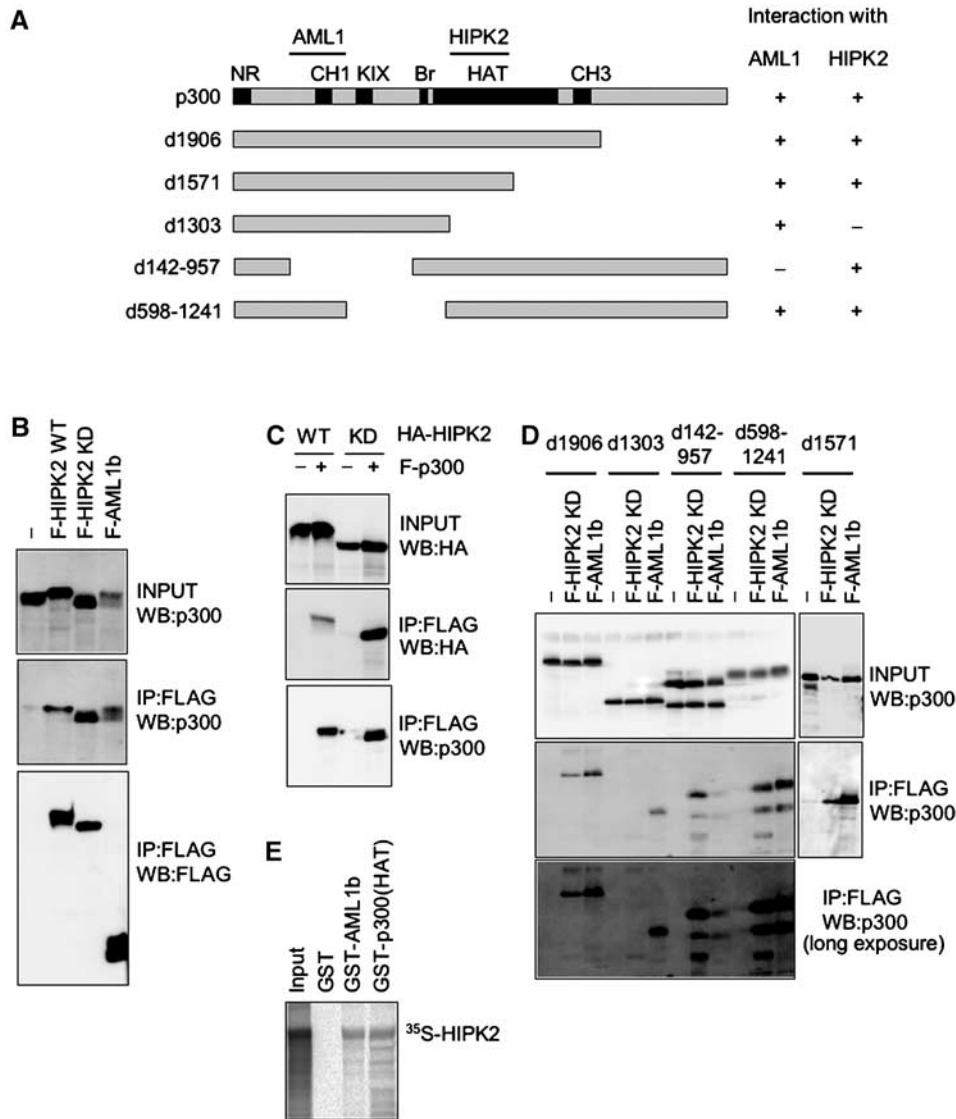 A
Interaction with
AML1 HIPK2
AML1 HIPK2
NR CH1 KIX Br HAT CH3
p300 + +
d1906 + +
d1571 + +
d1303 + –
d142-957 – +
d598-1241 + +
B
– F-HIPK2 WT F-HIPK2 KD F-AML1b
INPUT
WB:p300
IP:FLAG
WB:p300
IP:FLAG
WB:FLAG
C
WT KD HA-HIPK2
– + – + F-p300
INPUT
WB:HA
IP:FLAG
WB:HA
IP:FLAG
WB:p300
D
d1906 d1303 d142-957 d598-1241 d1571
– F-HIPK2 KD F-AML1b – F-HIPK2 KD F-AML1b – F-HIPK2 KD F-AML1b – F-HIPK2 KD F-AML1b – F-HIPK2 KD F-AML1b
INPUT
WB:p300
IP:FLAG
WB:p300
IP:FLAG
WB:p300
(long exposure)
E
Input GST GST-AML1b GST-p300(HAT)
³⁵S-HIPK2